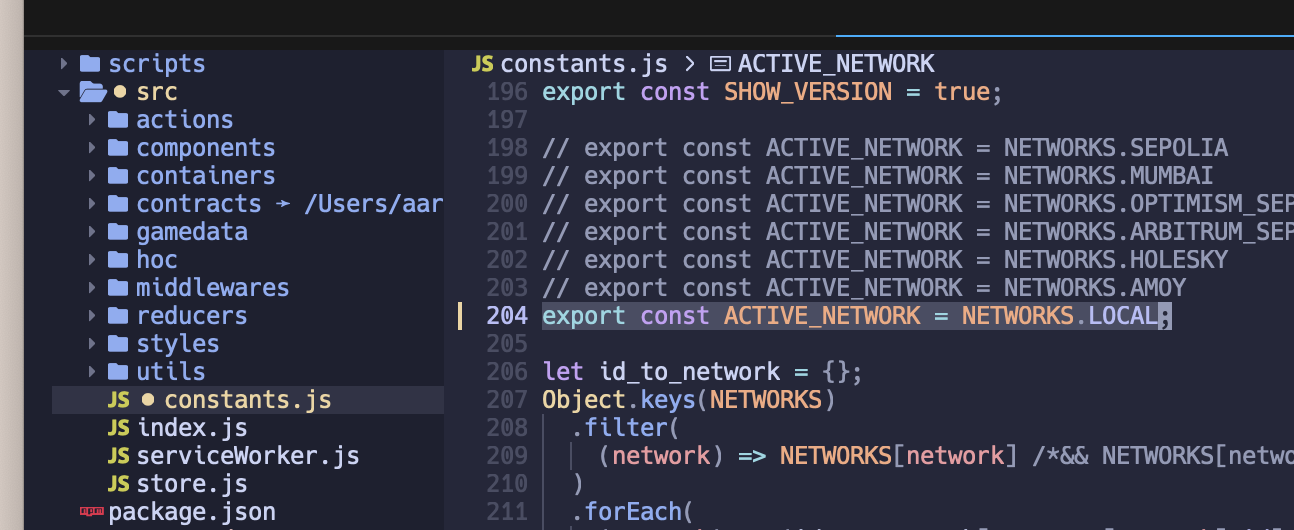 scripts
src
actions
components
containers
contracts → /Users/aar
gamedata
hoc
middlewares
reducers
styles
utils
JS constants.js
JS index.js
JS serviceWorker.js
JS store.js
npm package.json
JS constants.js > ACTIVE_NETWORK
196 export const SHOW_VERSION = true;
197
198 // export const ACTIVE_NETWORK = NETWORKS.SEPOLIA
199 // export const ACTIVE_NETWORK = NETWORKS.MUMBAI
200 // export const ACTIVE_NETWORK = NETWORKS.OPTIMISM_SEP
201 // export const ACTIVE_NETWORK = NETWORKS.ARBITRUM_SEP
202 // export const ACTIVE_NETWORK = NETWORKS.HOLESKY
203 // export const ACTIVE_NETWORK = NETWORKS.AMOY
204 export const ACTIVE_NETWORK = NETWORKS.LOCAL;
205
206 let id_to_network = {};
207 Object.keys(NETWORKS)
208 .filter(
209 (network) => NETWORKS[network] /*&& NETWORKS[netwo
210 )
211 .forEach(